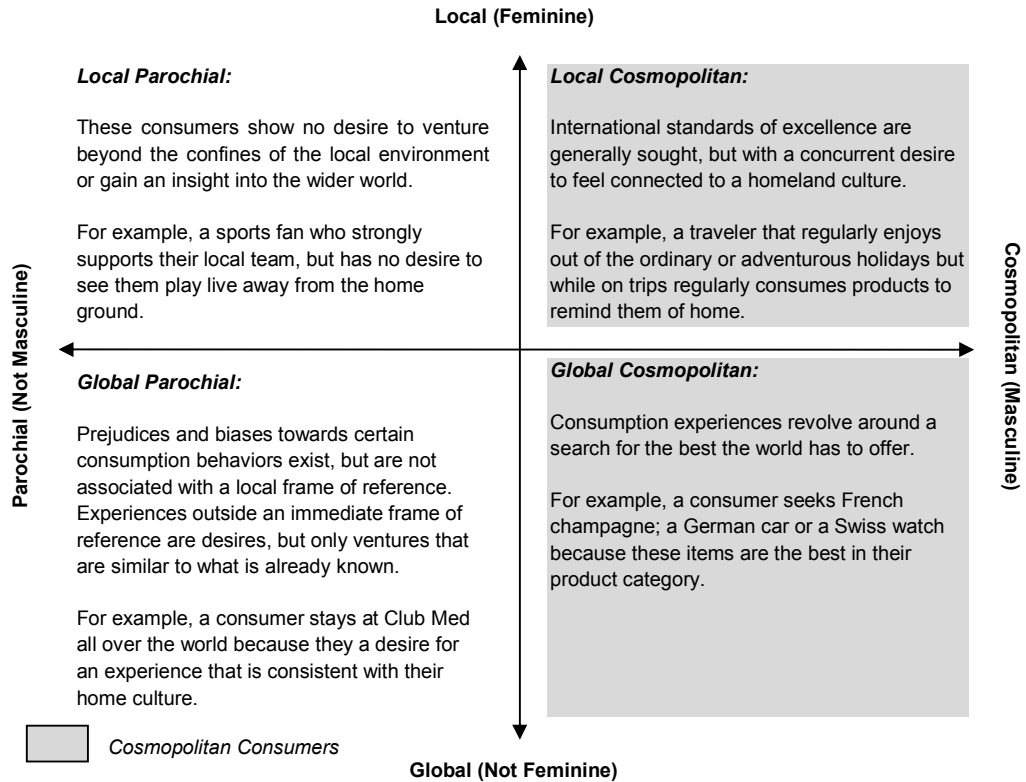 Local (Feminine)
Local Parochial:
These consumers show no desire to venture
beyond the confines of the local environment
or gain an insight into the wider world.
For example, a sports fan who strongly
supports their local team, but has no desire to
see them play live away from the home
ground.
Local Cosmopolitan:
International standards of excellence are
generally sought, but with a concurrent desire
to feel connected to a homeland culture.
For example, a traveler that regularly enjoys
out of the ordinary or adventurous holidays but
while on trips regularly consumes products to
remind them of home.
Parochial (Not Masculine)
Cosmopolitan (Masculine)
Global Parochial:
Prejudices and biases towards certain
consumption behaviors exist, but are not
associated with a local frame of reference.
Experiences outside an immediate frame of
reference are desires, but only ventures that
are similar to what is already known.
For example, a consumer stays at Club Med
all over the world because they a desire for
an experience that is consistent with their
home culture.
Global Cosmopolitan:
Consumption experiences revolve around a
search for the best the world has to offer.
For example, a consumer seeks French
champagne; a German car or a Swiss watch
because these items are the best in their
product category.
Cosmopolitan Consumers
Global (Not Feminine)